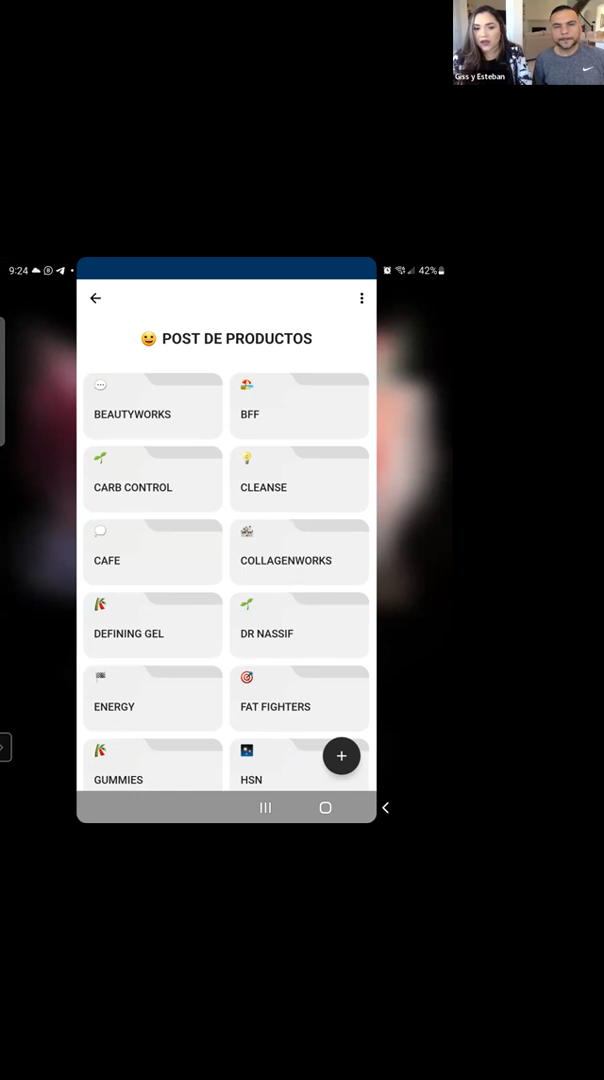 Giss y Esteban
9:24
42%
😀 POST DE PRODUCTOS
BEAUTYWORKS
BFF
CARB CONTROL
CLEANSE
CAFE
COLLAGENWORKS
DEFINING GEL
DR NASSIF
ENERGY
FAT FIGHTERS
GUMMIES
HSN